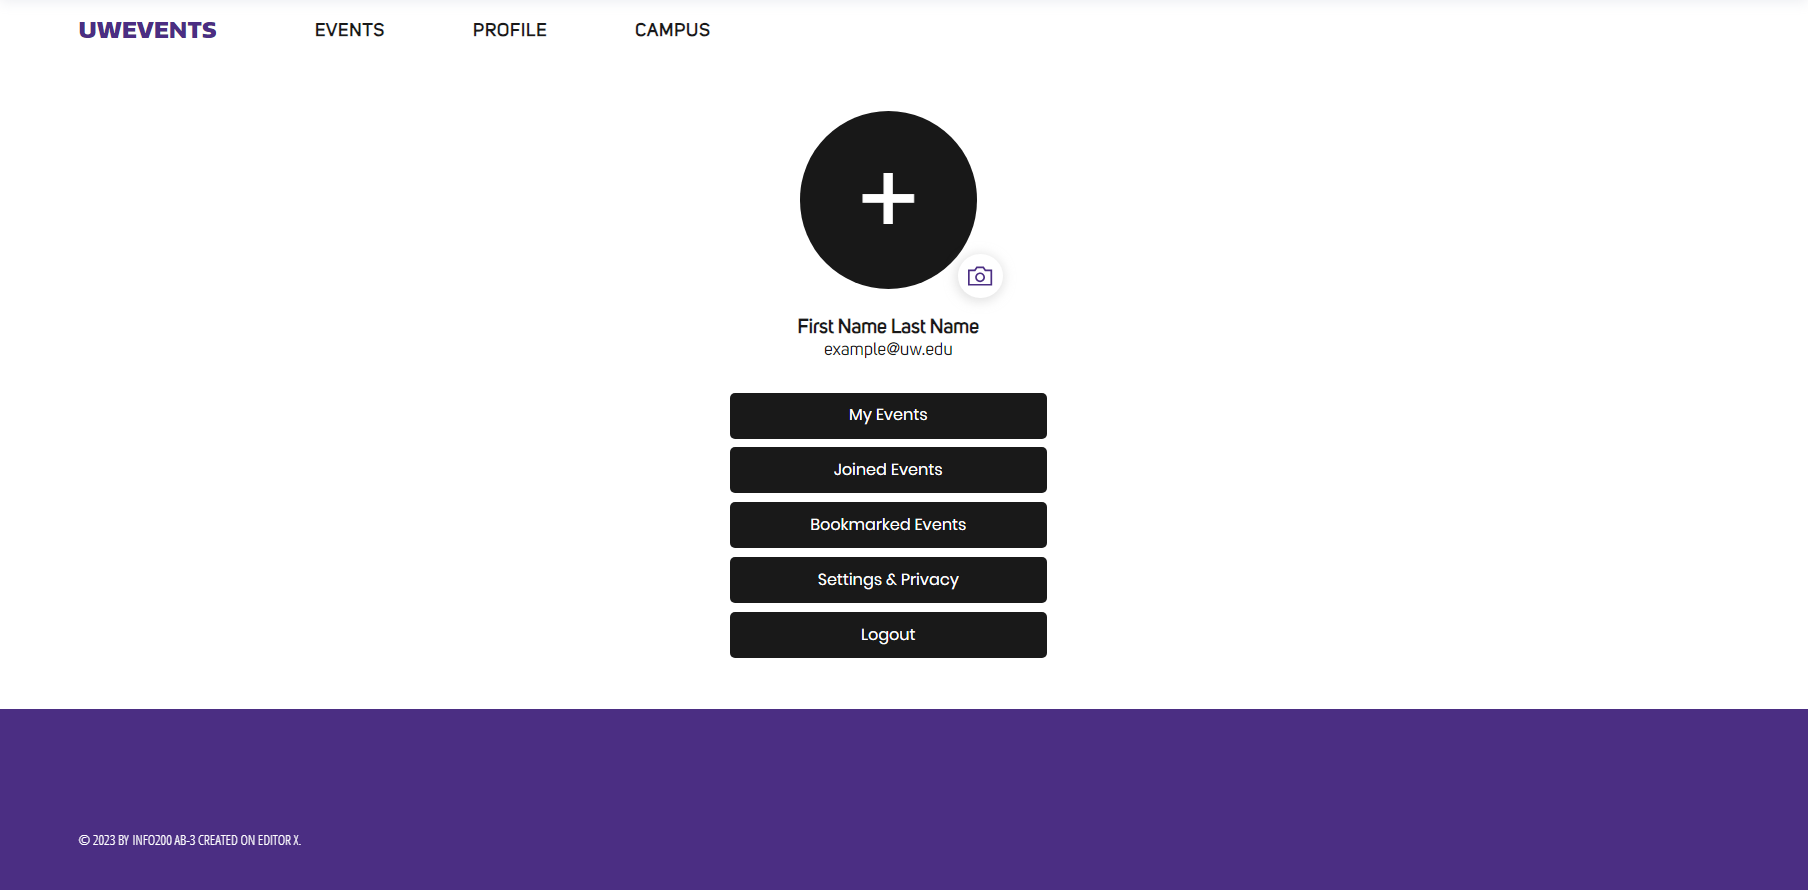 UWEVENTS
EVENTS
PROFILE
CAMPUS
First Name Last Name
example@uw.edu
My Events
Joined Events
Bookmarked Events
Settings & Privacy
Logout
© 2023 BY INFO200 AB-3 CREATED ON EDITOR X.